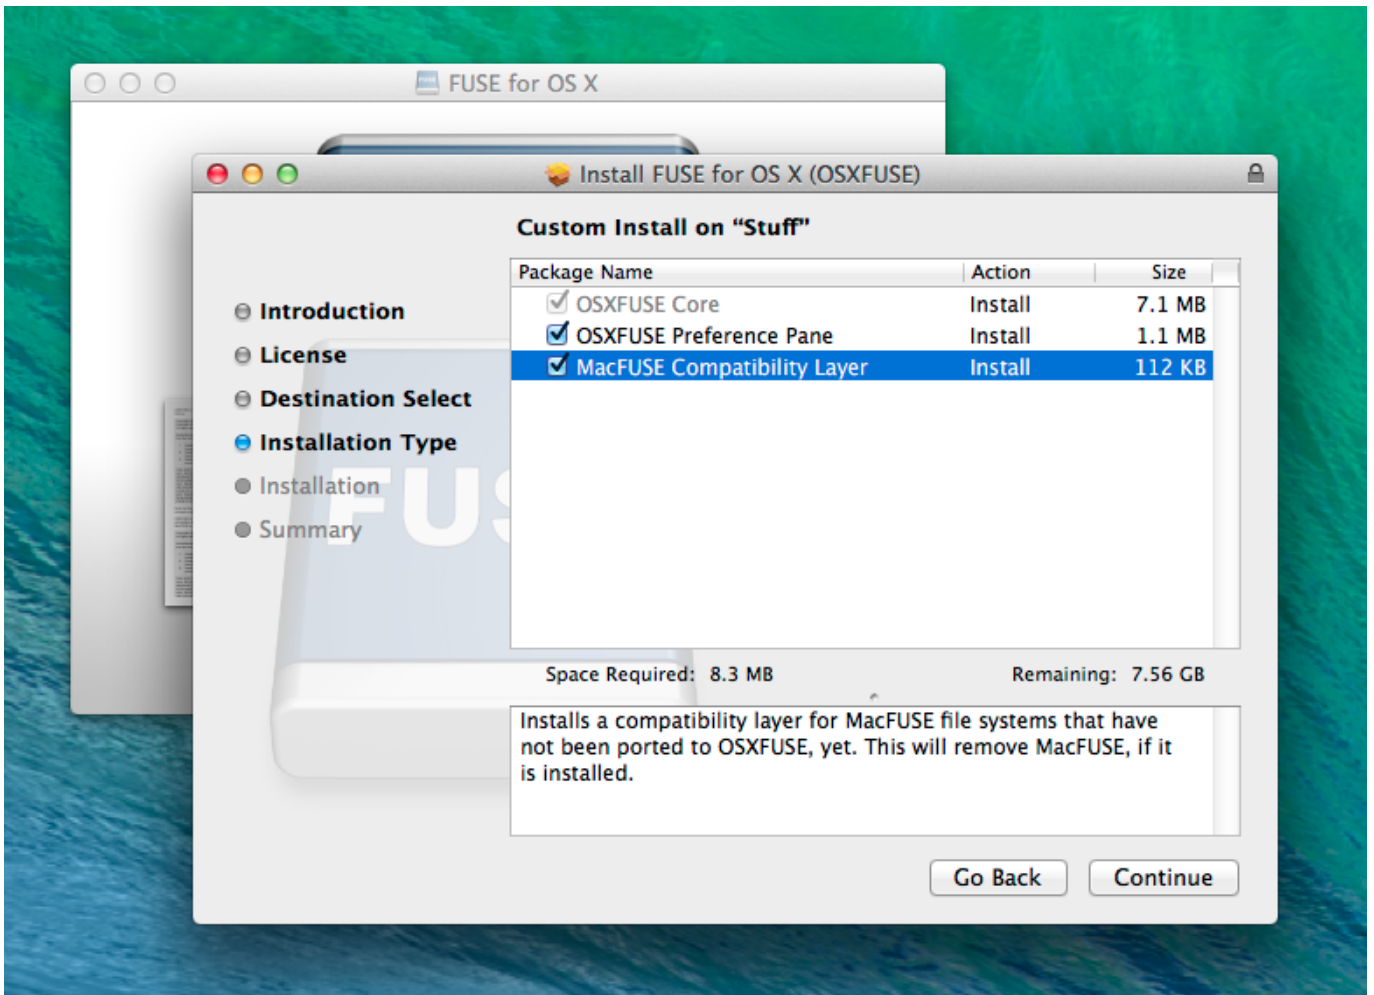 FUSE for OS X
Install FUSE for OS X (OSXFUSE)
Custom Install on “Stuff”
Package Name Action Size
OSXFUSE Core Install 7.1 MB
OSXFUSE Preference Pane Install 1.1 MB
MacFUSE Compatibility Layer Install 112 KB
Introduction
License
Destination Select
Installation Type
Installation
Summary
FUS
Space Required: 8.3 MB Remaining: 7.56 GB
Installs a compatibility layer for MacFUSE file systems that have
not been ported to OSXFUSE, yet. This will remove MacFUSE, if it
is installed.
Go Back Continue